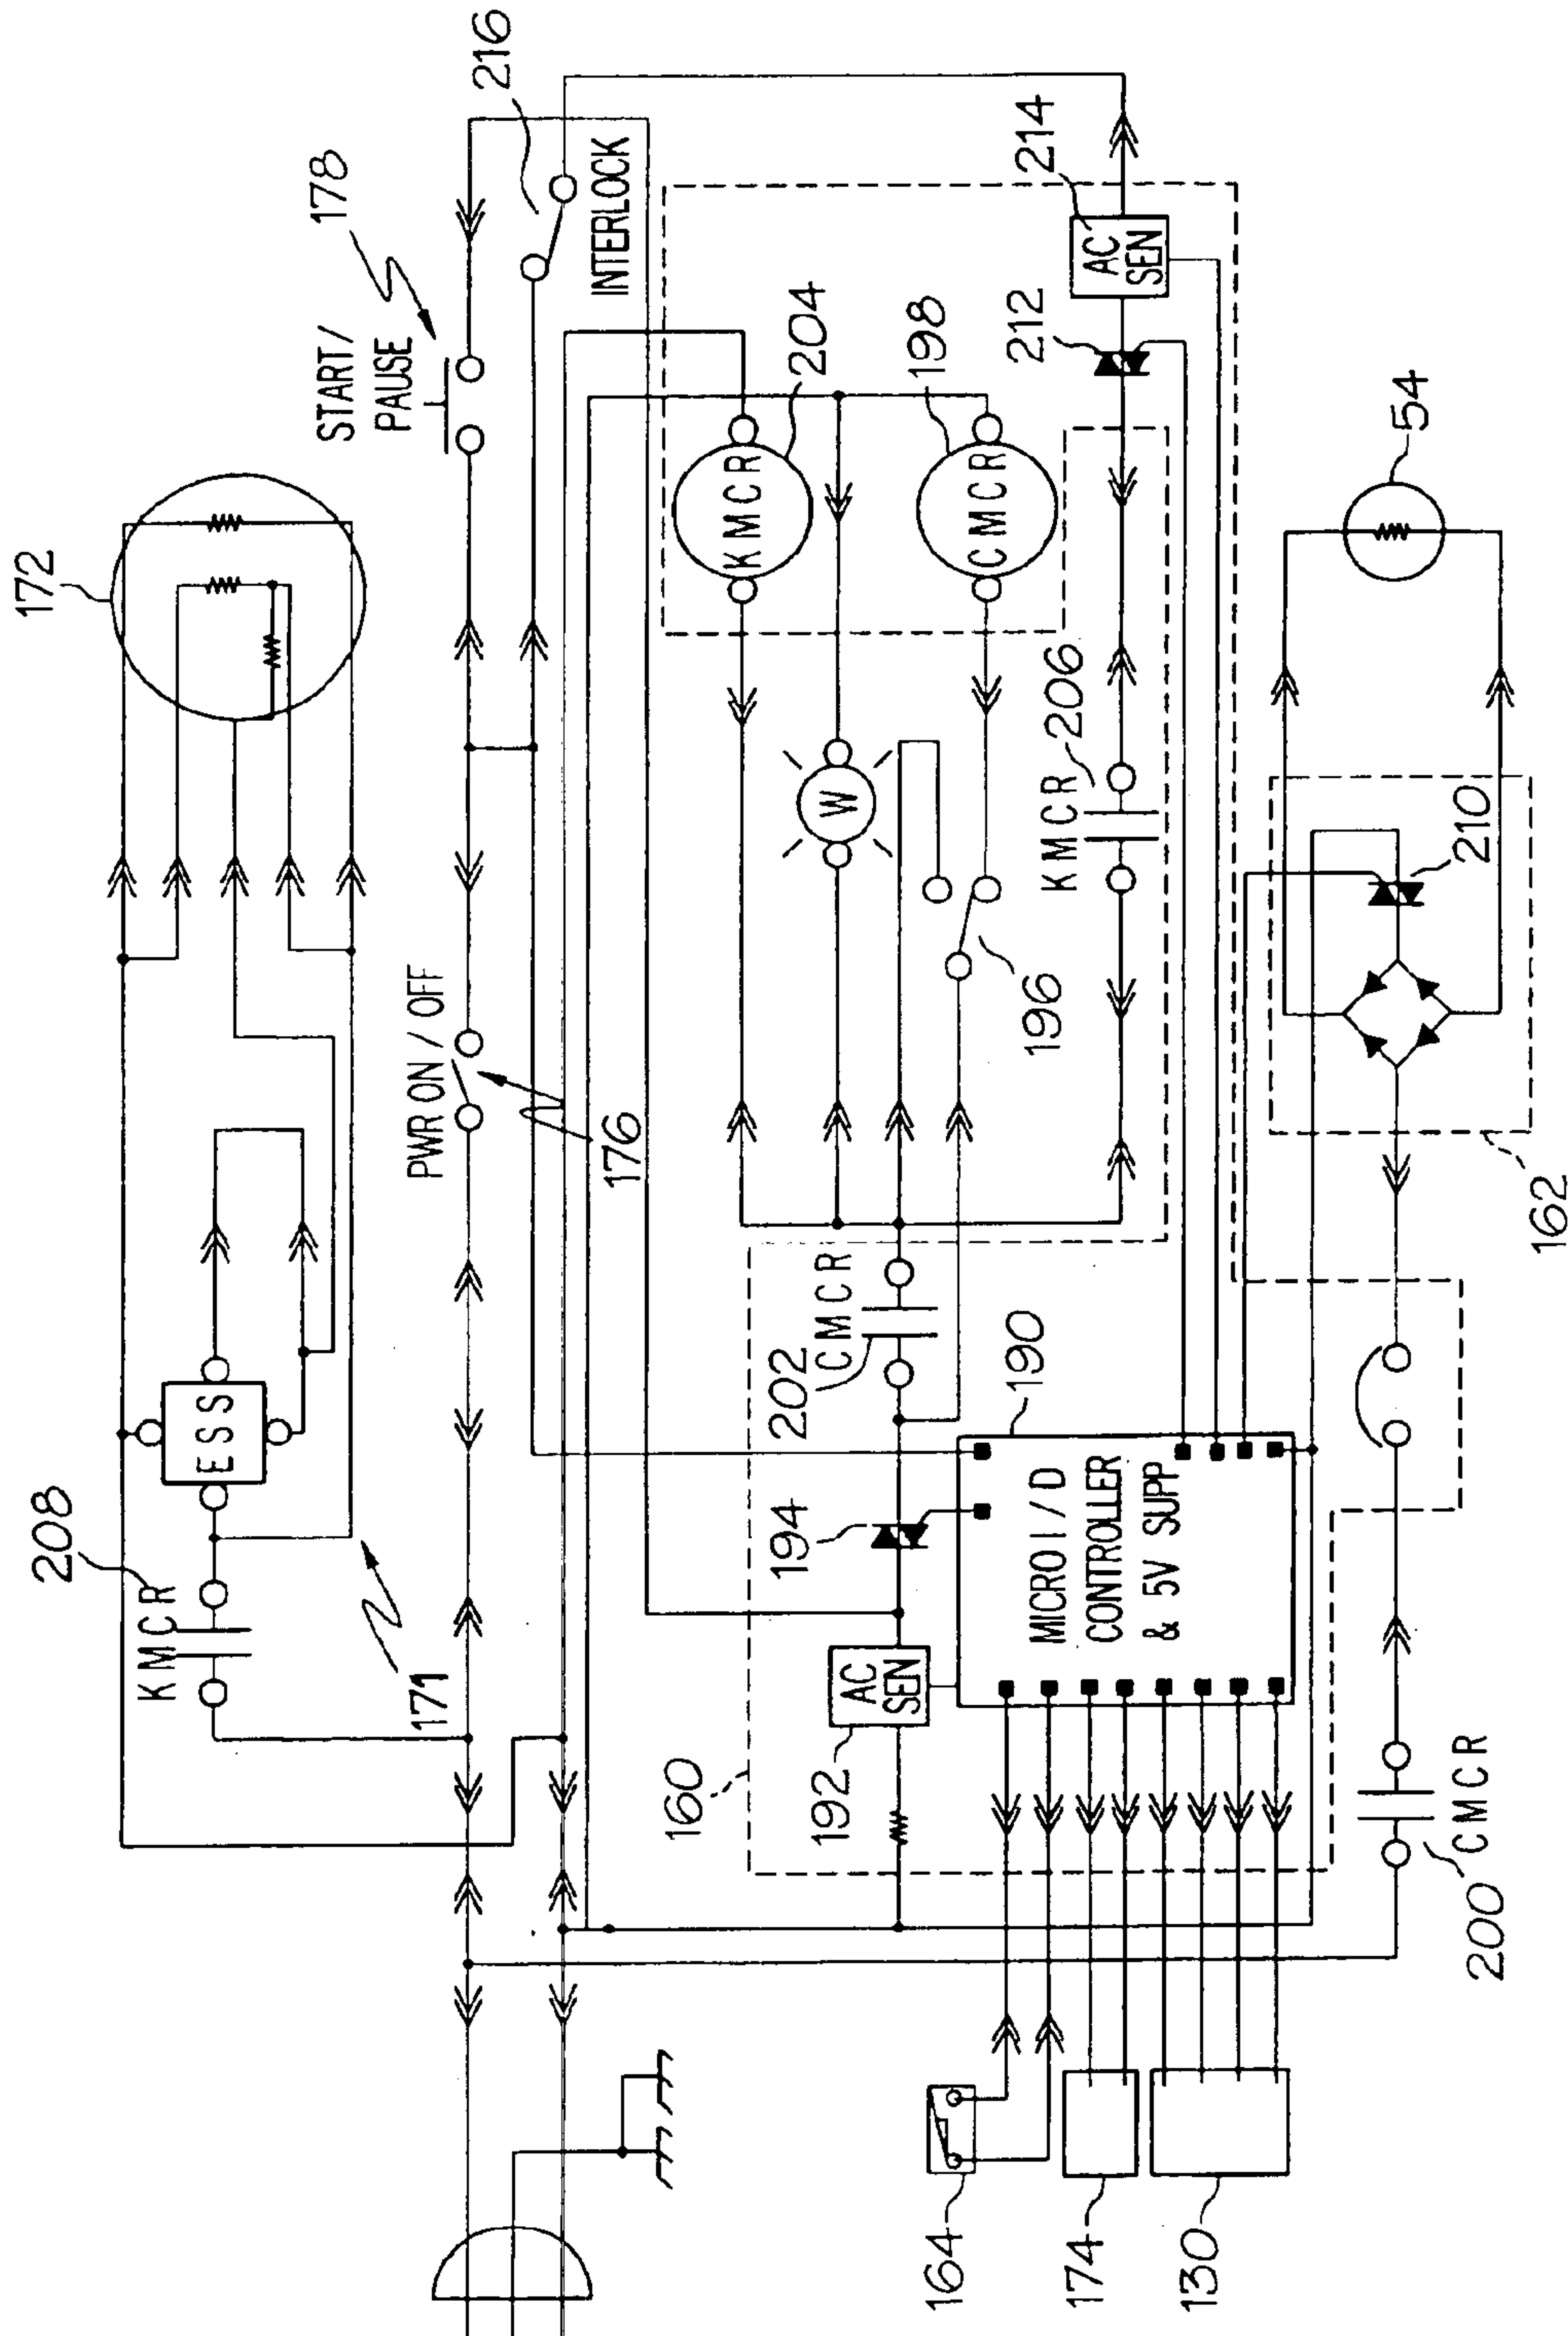 208
KMCR
171
ESS
172
START/
PAUSE
178
216
INTERLOCK
PWR ON / OFF
176
KMCR
204
W
CMCR
198
196
KMCR
206
212
AC
SEN
214
CMCR
202
160
192
AC
SEN
194
190
MICRO I / D
CONTROLLER
& 5V SUPP
164
174
130
200
CMCR
162
210
54